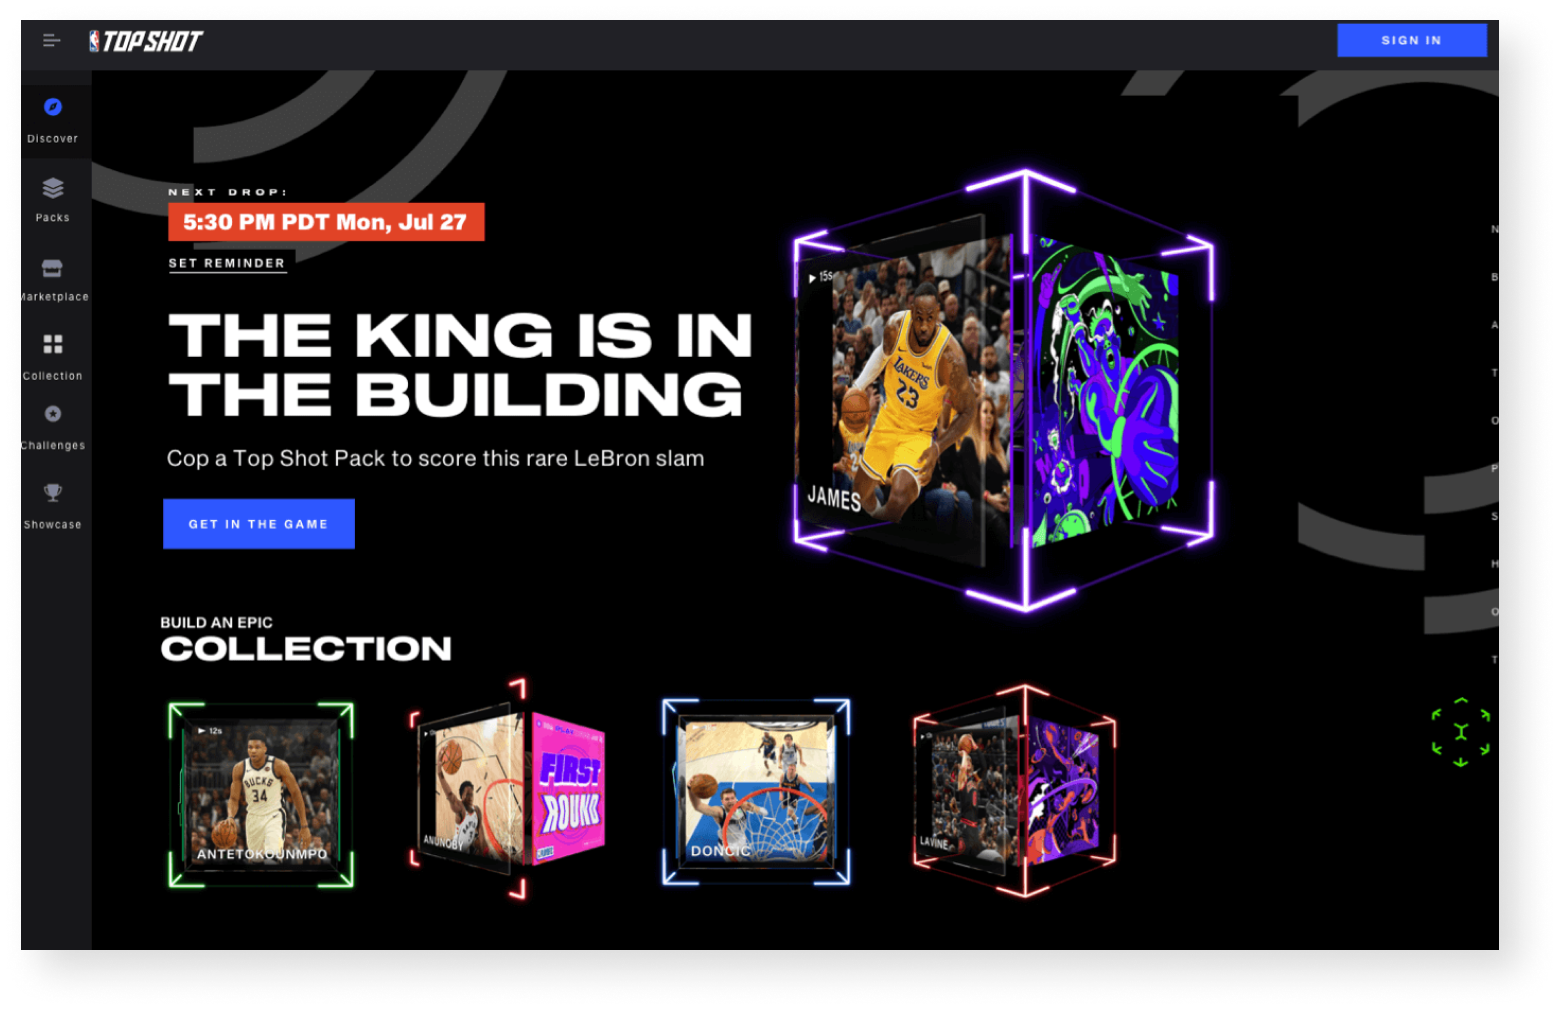 TOP SHOT
SIGN IN
Discover
Packs
Marketplace
Collection
Challenges
Showcase
NEXT DROP:
5:30 PM PDT Mon, Jul 27
SET REMINDER
THE KING IS IN
THE BUILDING
Cop a Top Shot Pack to score this rare LeBron slam
GET IN THE GAME
15s
LAKERS
23
JAMES
N
B
A
T
O
P
S
H
O
T
BUILD AN EPIC
COLLECTION
12s
BUCKS
34
ANTETOKOUNMPO
ANUNOBY
FIRST
ROUND
DONCIC
LAVINE